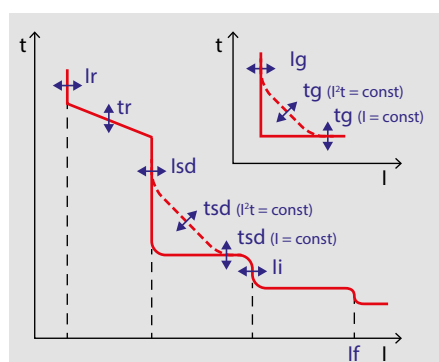 t
Ir
tr
Isd
tsd (I²t = const)
tsd (I = const)
Ii
If
I
t
Ig
tg (I²t = const)
tg (I = const)
I